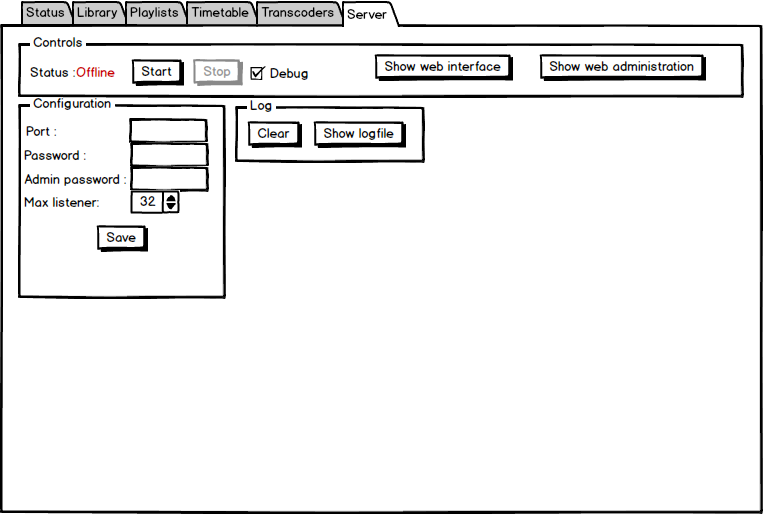 Status Library Playlists Timetable Transcoders Server
Controls
Status :Offline Start Stop Debug Show web interface Show web administration
Configuration
Port :
Password :
Admin password :
Max listener: 32
Save
Log
Clear Show logfile